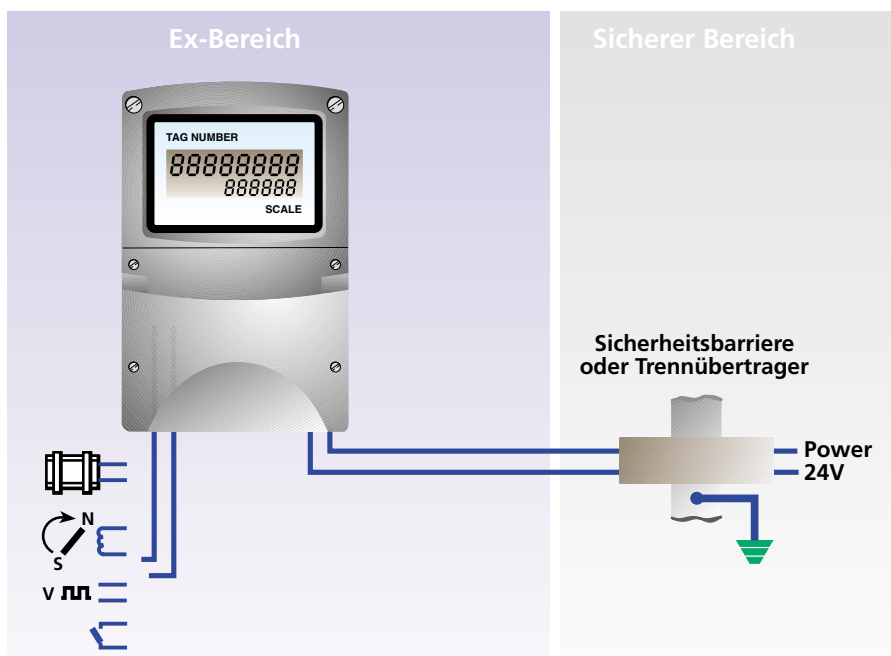 Ex-Bereich
Sicherer Bereich
TAG NUMBER
88888888
888888
SCALE
Sicherheitsbarriere
oder Trennübertrager
Power
24V
N
S
V